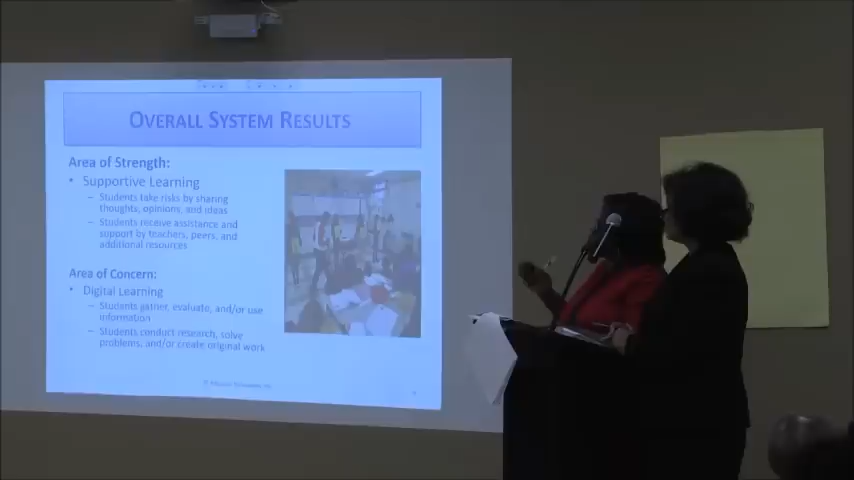 OVERALL SYSTEM RESULTS
Area of Strength:
• Supportive Learning
– Students take risks by sharing
thoughts, opinions, and ideas
– Students receive assistance and
support by teachers, peers, and
additional resources
Area of Concern:
• Digital Learning
– Students gather, evaluate, and/or use
information
– Students conduct research, solve
problems, and/or create original work